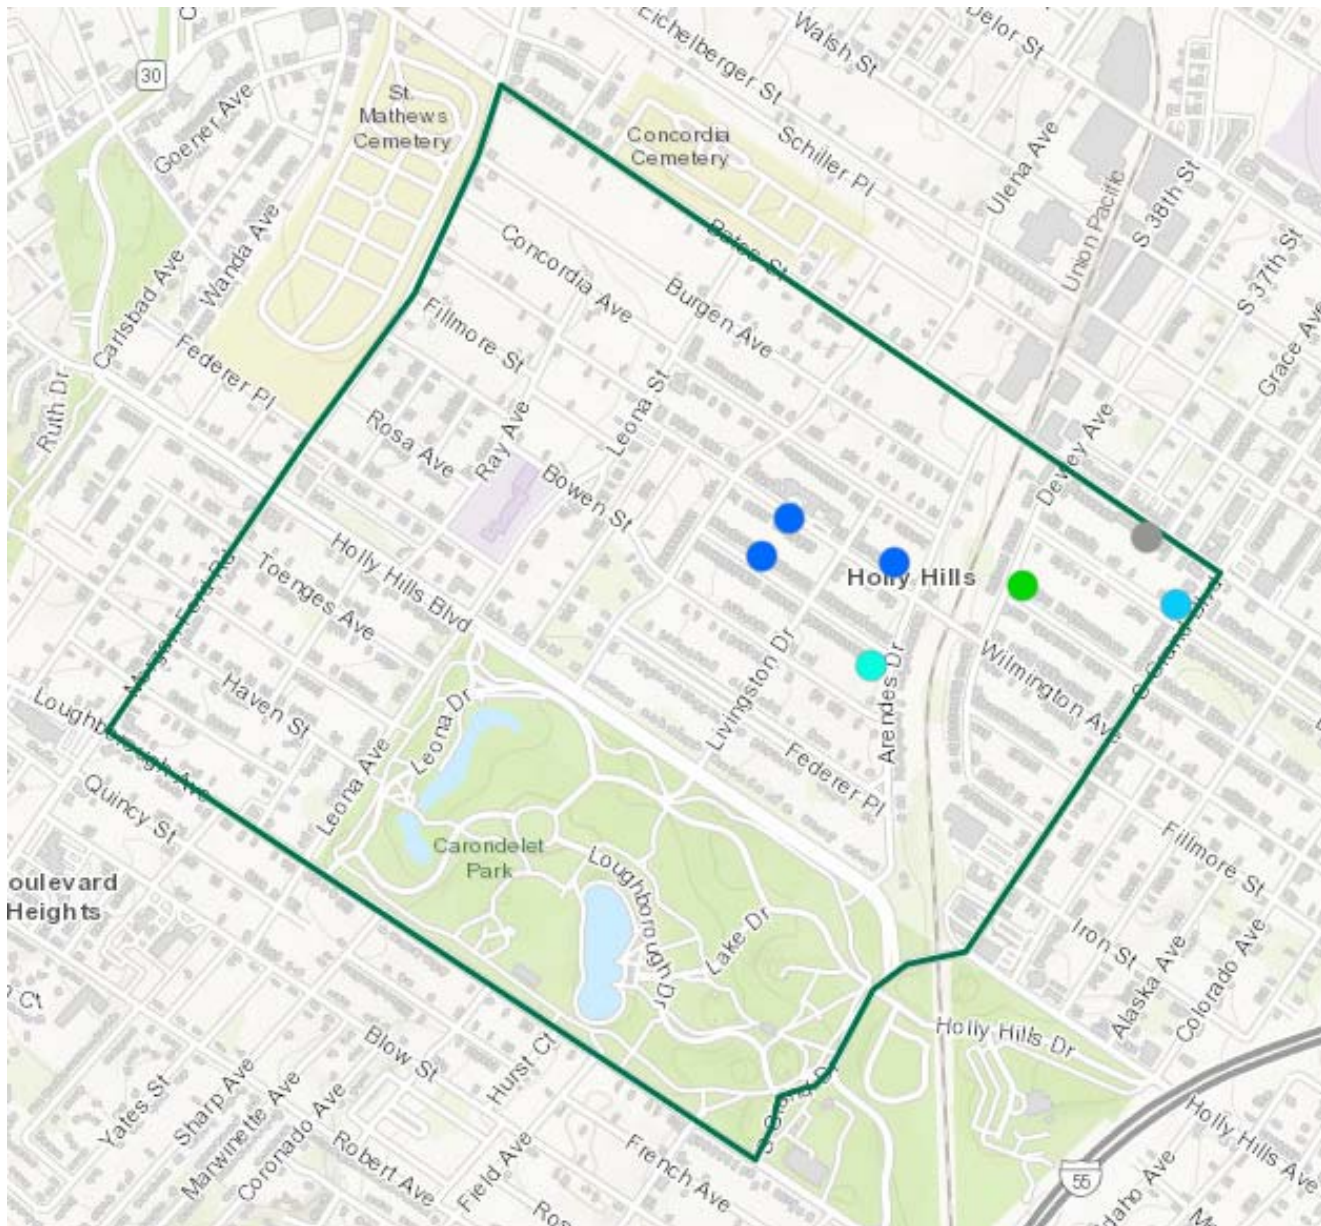 Delor St
Walsh St
Eichelberger St
30
St.
Mathews
Cemetery
Concordia
Cemetery
Schiller Pl
Goener Ave
Ulena Ave
Union Pacific
S 38th St
S 37th St
Grace Ave
Wanda Ave
Carlsbad Ave
Bates St
Concordia Ave
Burgen Ave
Fillmore St
Federer Pl
Ruth Dr
Leona St
Rosa Ave
Ray Ave
Dewey Ave
Bowen St
Holly Hills Blvd
Toenges Ave
Holly Hills
Wilmington Ave
Livingston Dr
Arendes Dr
Haven St
Leona Dr
Loughborough Ave
Quincy St
Leona Ave
Federer Pl
Fillmore St
Carondelet
Park
Loughborough Dr
Lake Dr
oulevard
Heights
Iron St
Alaska Ave
Colorado Ave
Ct
Holly Hills Dr
Blow St
Hurst Ct
Yates St
Sharp Ave
Marwinette Ave
Coronado Ave
Robert Ave
Field Ave
French Ave
S Grand Dr
Holly Hills Ave
55
daho Ave